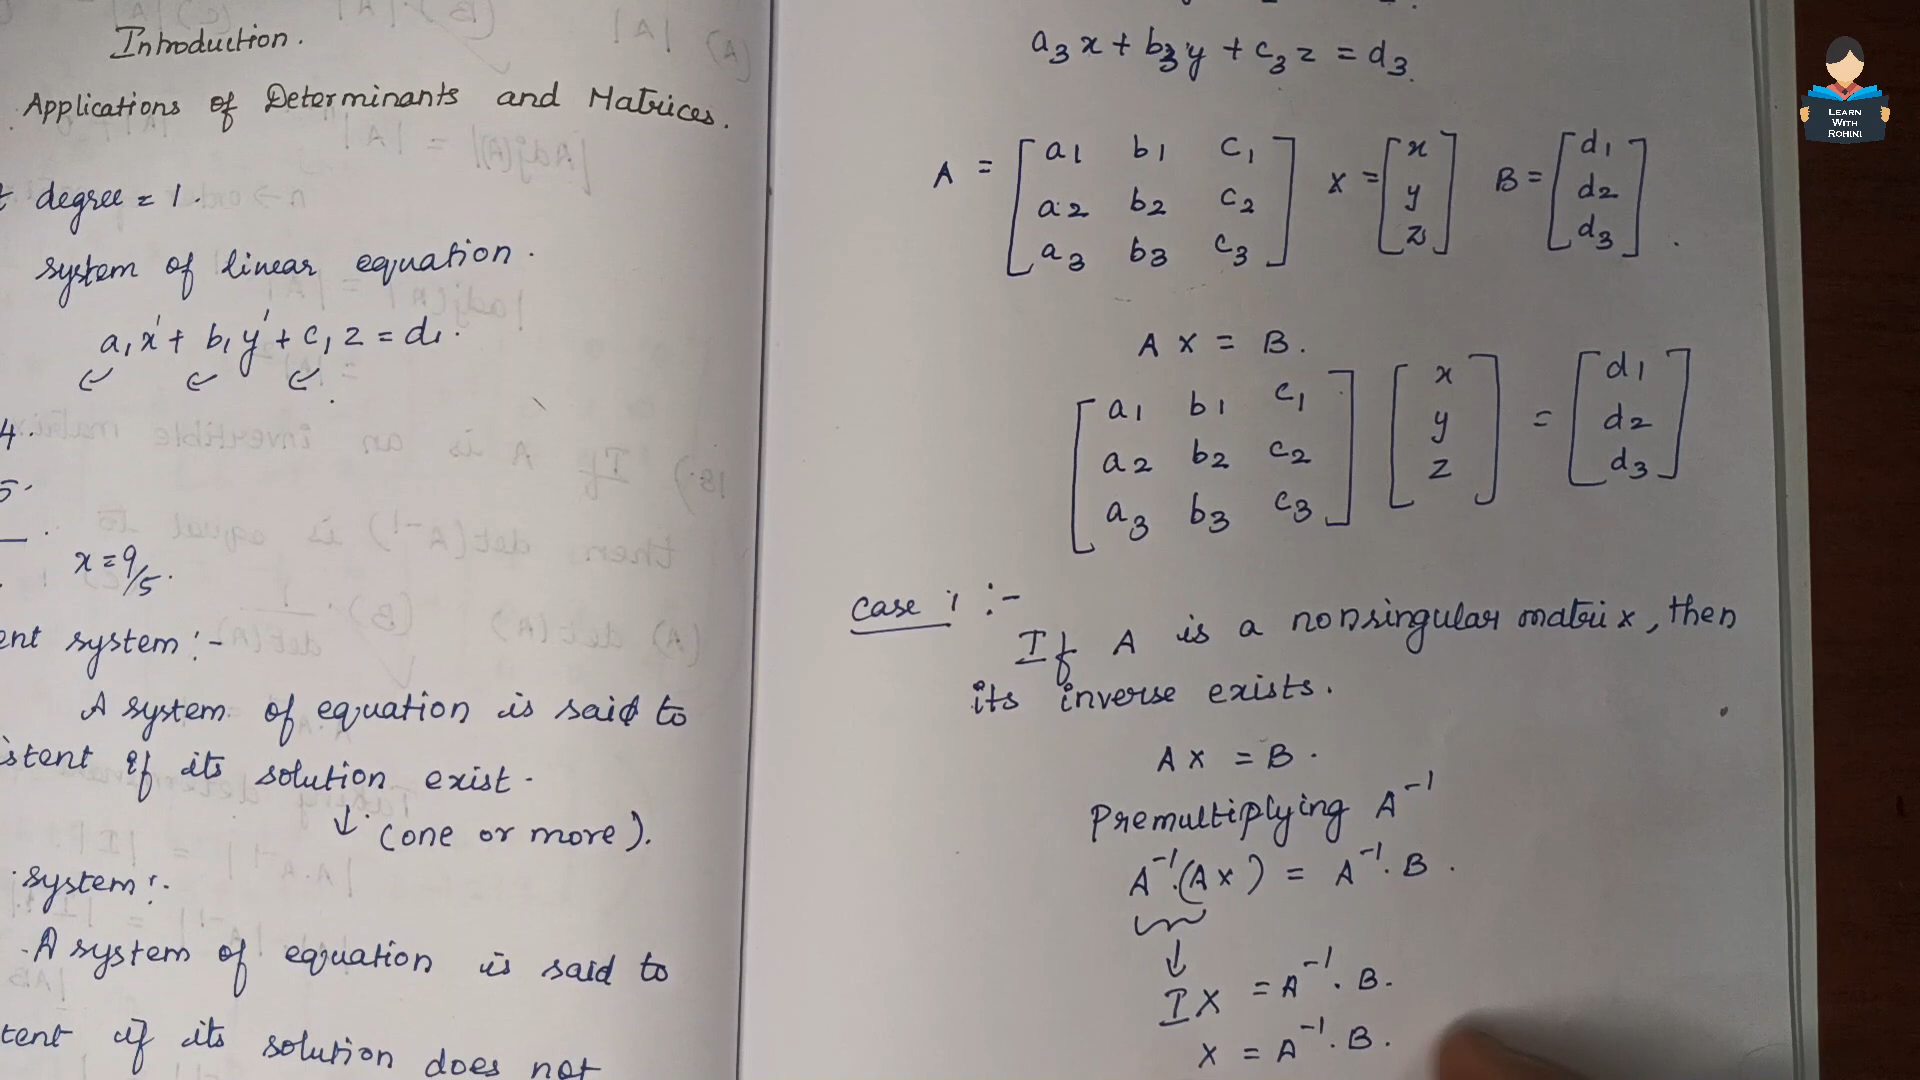 Introduction.
Applications of Determinants and Matrices.
degree = 1.
system of linear equation.
a₁x' + b₁y' + c₁z = d₁.
4.
5.
x = 9/5.
ent system :-
A system of equation is said to
istent if its solution exist.
↓ (one or more).
system :.
A system of equation is said to
tent if its solution does not
a₃x + b₃y + c₃z = d₃.
A = [a₁ b₁ c₁ X = [x B = [d₁
a₂ b₂ c₂ y d₂
a₃ b₃ c₃] z] d₃].
AX = B.
[a₁ b₁ c₁ [x = [d₁
a₂ b₂ c₂ y d₂
a₃ b₃ c₃] z] d₃]
Case 1 :-
If A is a nonsingular matrix, then
its inverse exists.
AX = B.
Premultiplying A⁻¹
A⁻¹.(AX) = A⁻¹.B.
↓
IX = A⁻¹.B.
X = A⁻¹.B.
LEARN
WITH
ROHINI